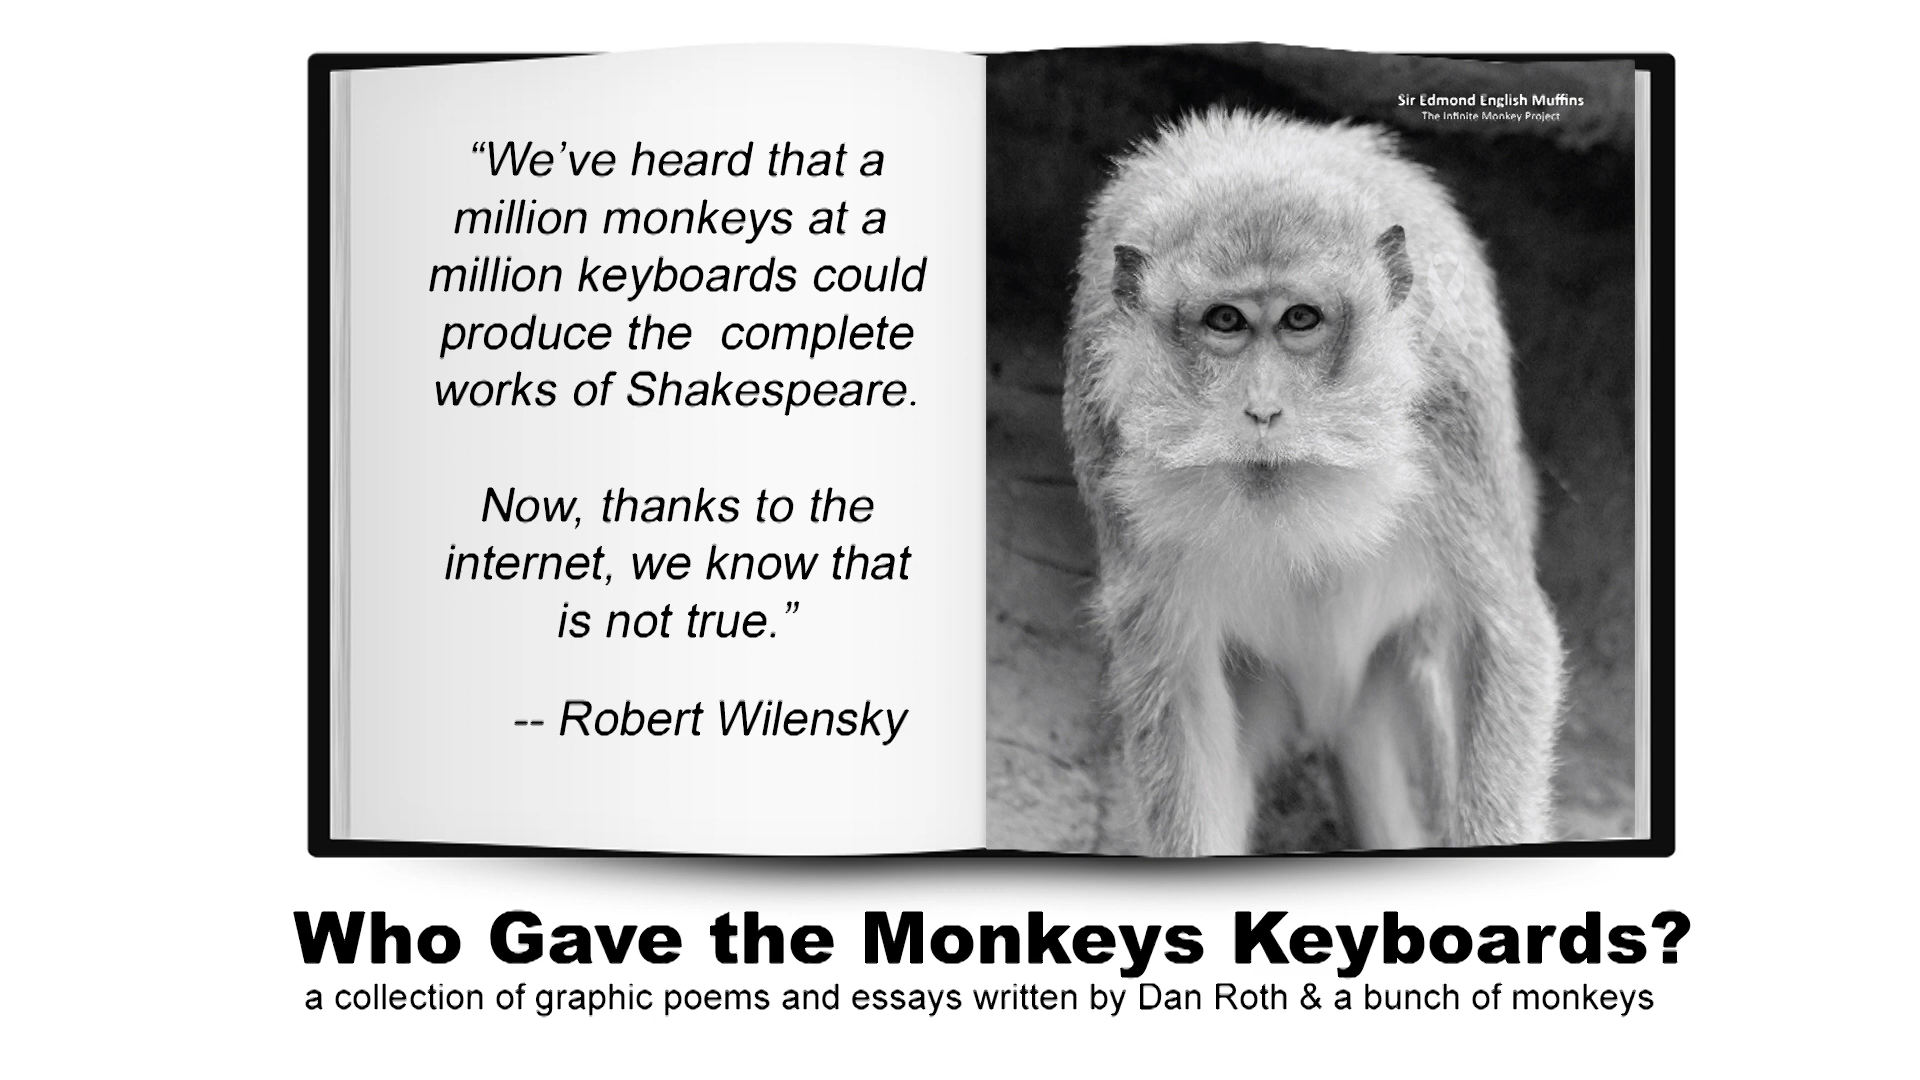 “We’ve heard that a
million monkeys at a
million keyboards could
produce the  complete
works of Shakespeare.
Now, thanks to the
internet, we know that
is not true.”
-- Robert Wilensky
Sir Edmond English Muffins
The Infinite Monkey Project
Who Gave the Monkeys Keyboards?
a collection of graphic poems and essays written by Dan Roth & a bunch of monkeys